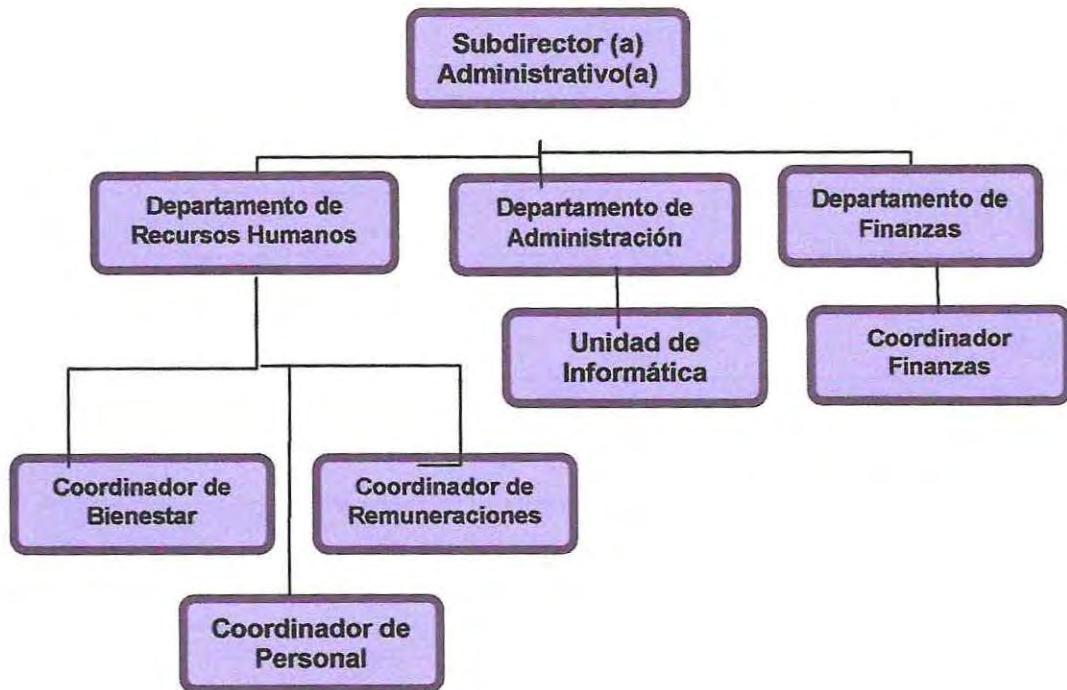 Subdirector (a)
Administrativo(a)
Departamento de
Recursos Humanos
Departamento de
Administración
Departamento de
Finanzas
Unidad de
Informática
Coordinador
Finanzas
Coordinador de
Bienestar
Coordinador de
Remuneraciones
Coordinador de
Personal